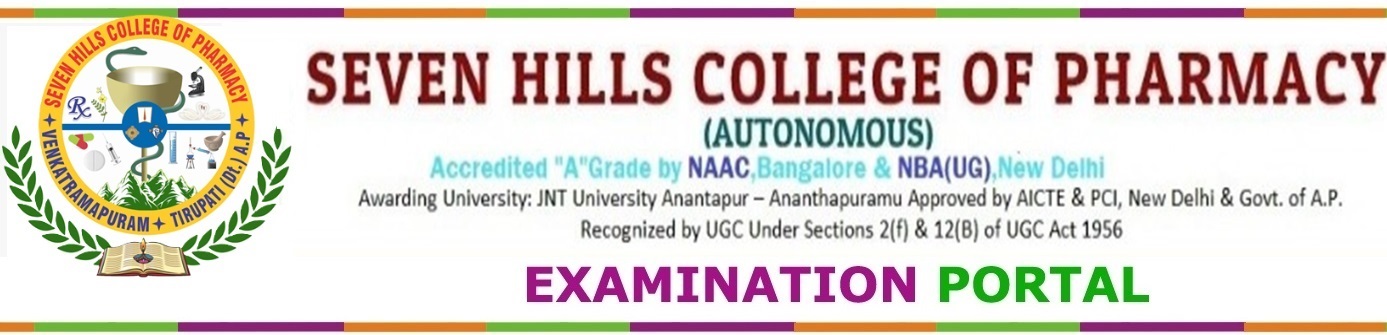 SEVEN HILLS COLLEGE OF PHARMACY
VENKATRAMAPURAM + TIRUPATI (Dt.) A.P
Rx
SEVEN HILLS COLLEGE OF PHARMACY
(AUTONOMOUS)
Accredited "A"Grade by NAAC,Bangalore & NBA(UG),New Delhi
Awarding University: JNT University Anantapur – Ananthapuramu Approved by AICTE & PCI, New Delhi & Govt. of A.P.
Recognized by UGC Under Sections 2(f) & 12(B) of UGC Act 1956
EXAMINATION PORTAL